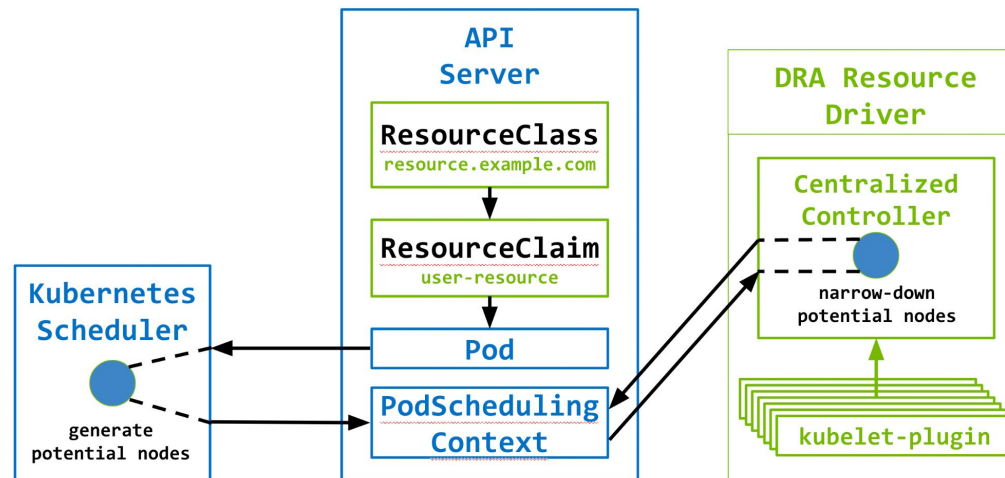 API
Server
ResourceClass
resource.example.com
ResourceClaim
user-resource
Pod
PodScheduling
Context
Kubernetes
Scheduler
generate
potential nodes
DRA Resource
Driver
Centralized
Controller
narrow-down
potential nodes
kubelet-plugin